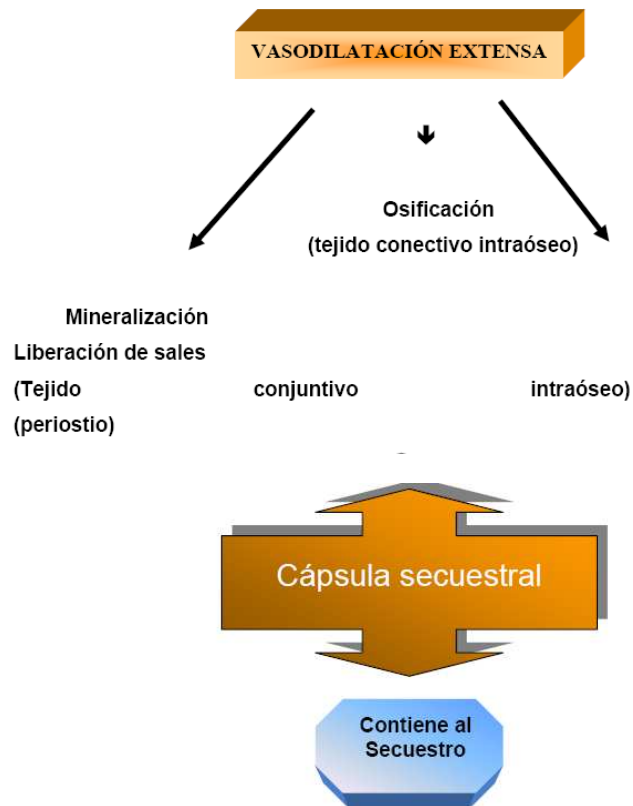 VASODILATACIÓN EXTENSA
Osificación
(tejido conectivo intraóseo)
Mineralización
Liberación de sales
(Tejido conjuntivo intraóseo)
(periostio)
Cápsula secuestral
Contiene al
Secuestro